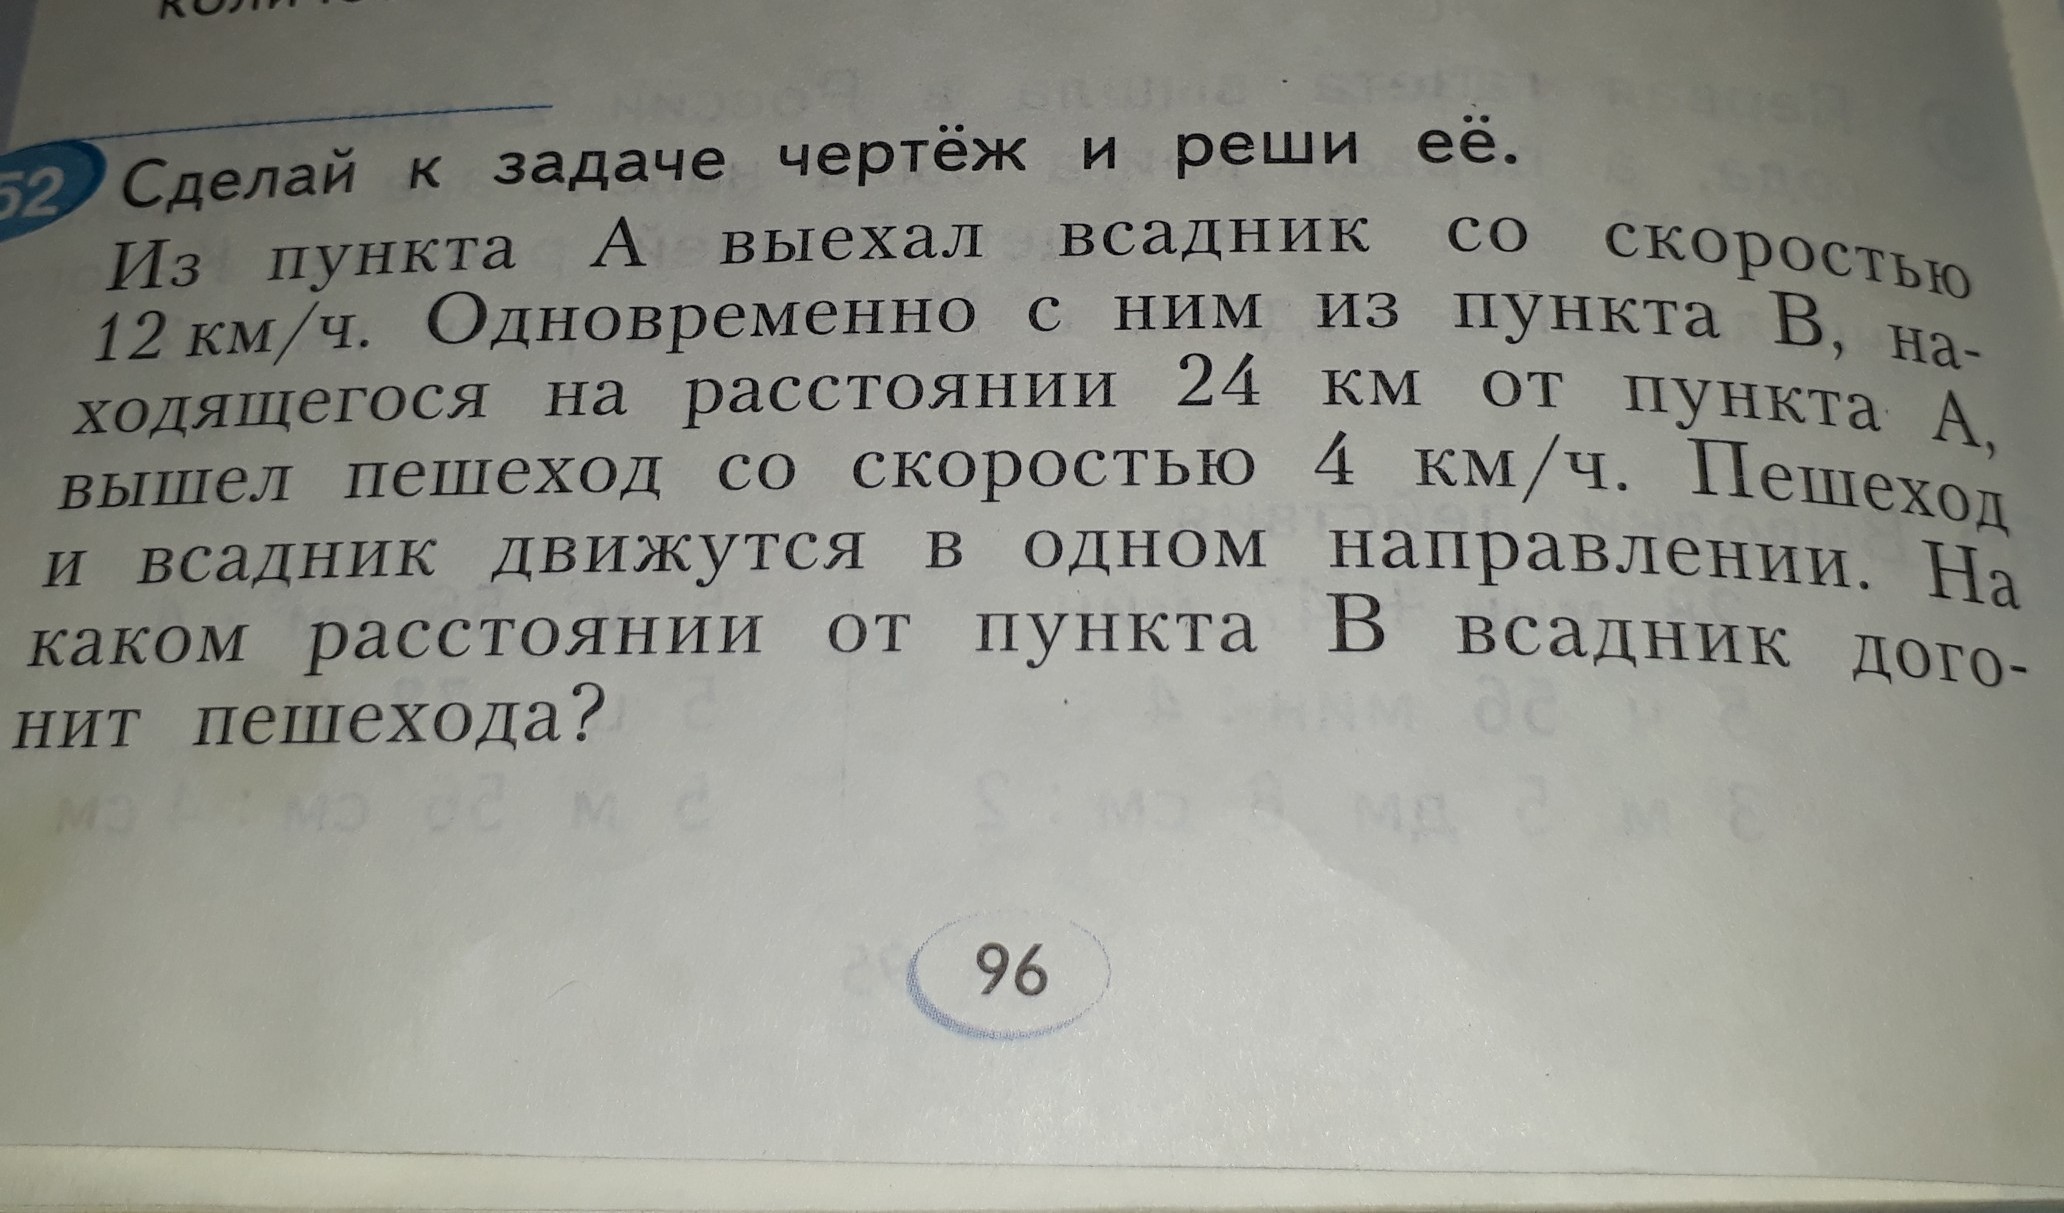 52 Сделай к задаче чертёж и реши её.
Из пункта А выехал всадник со скоростью
12 км/ч. Одновременно с ним из пункта В, на-
ходящегося на расстоянии 24 км от пункта А,
вышел пешеход со скоростью 4 км/ч. Пешеход
и всадник движутся в одном направлении. На
каком расстоянии от пункта В всадник дого-
нит пешехода?
96